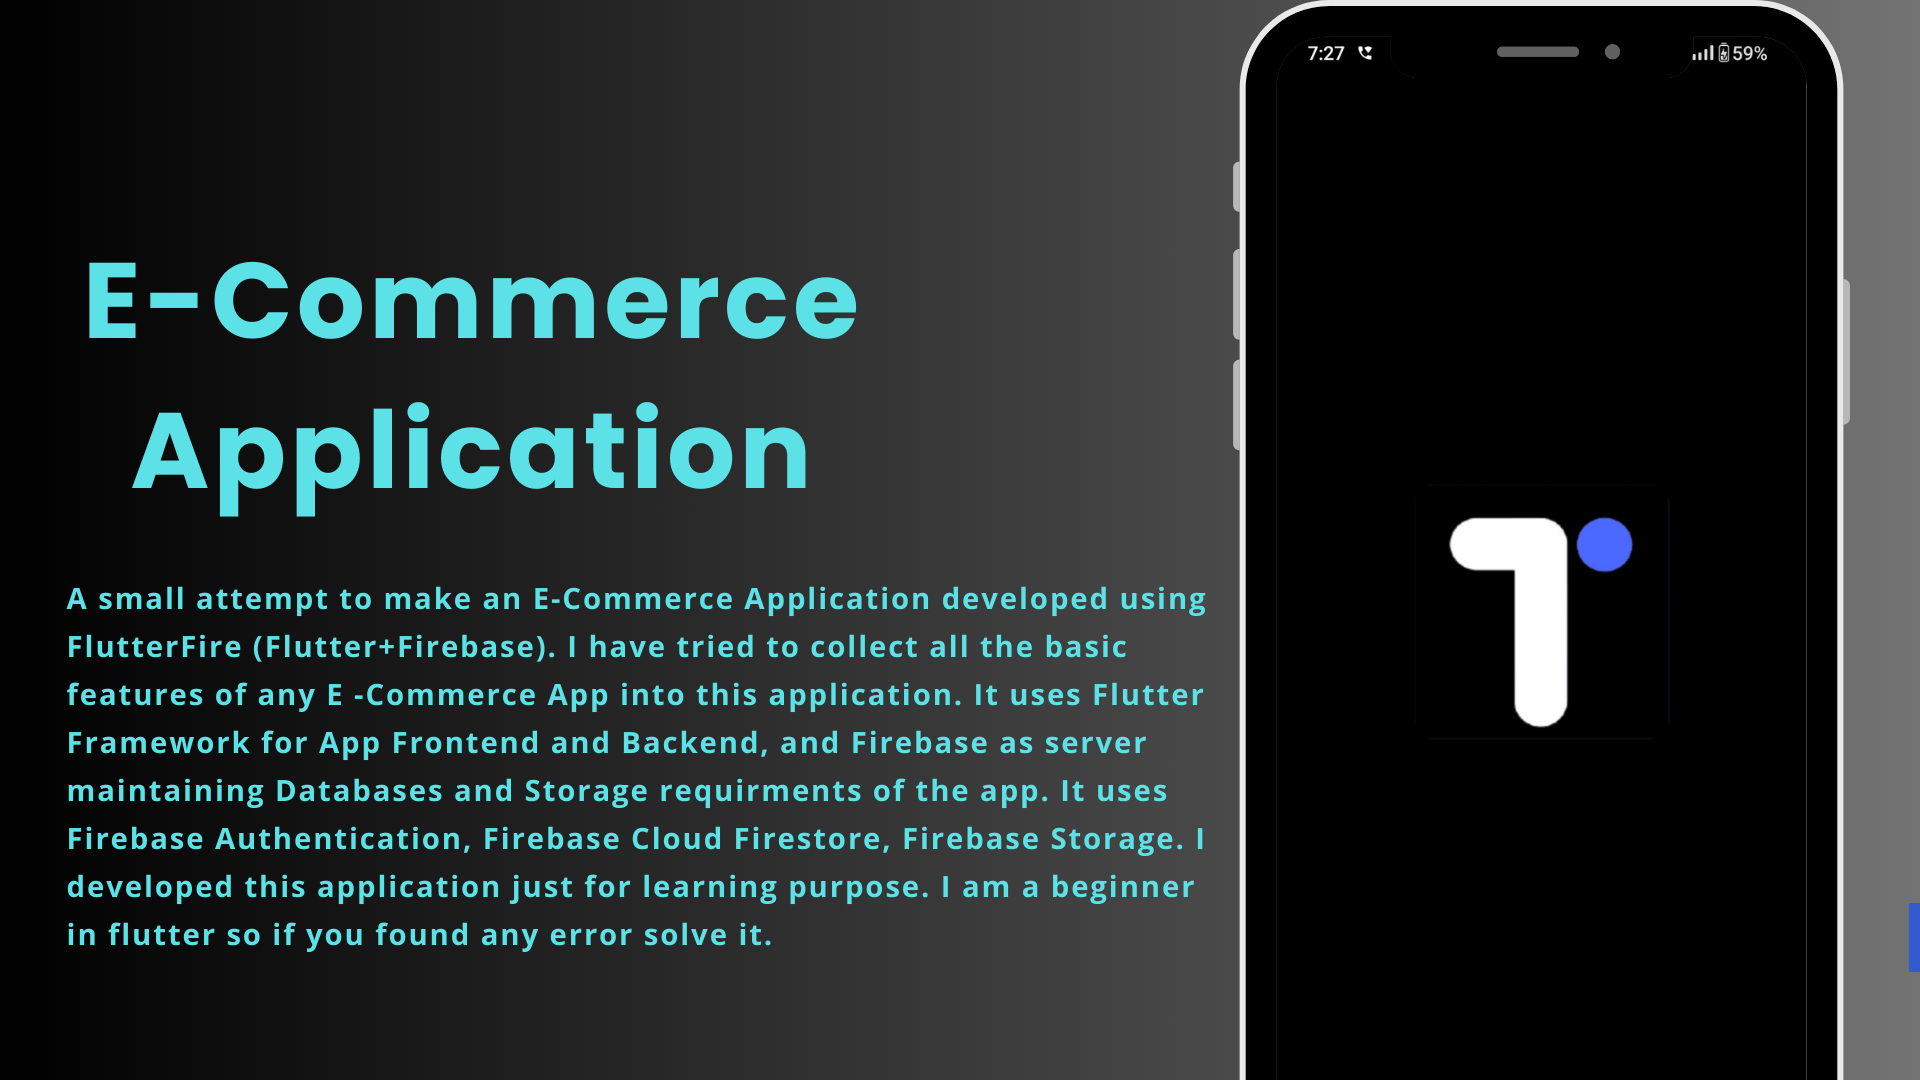 7:27
59%
E-Commerce
Application
A small attempt to make an E-Commerce Application developed using
FlutterFire (Flutter+Firebase). I have tried to collect all the basic
features of any E -Commerce App into this application. It uses Flutter
Framework for App Frontend and Backend, and Firebase as server
maintaining Databases and Storage requirments of the app. It uses
Firebase Authentication, Firebase Cloud Firestore, Firebase Storage. I
developed this application just for learning purpose. I am a beginner
in flutter so if you found any error solve it.